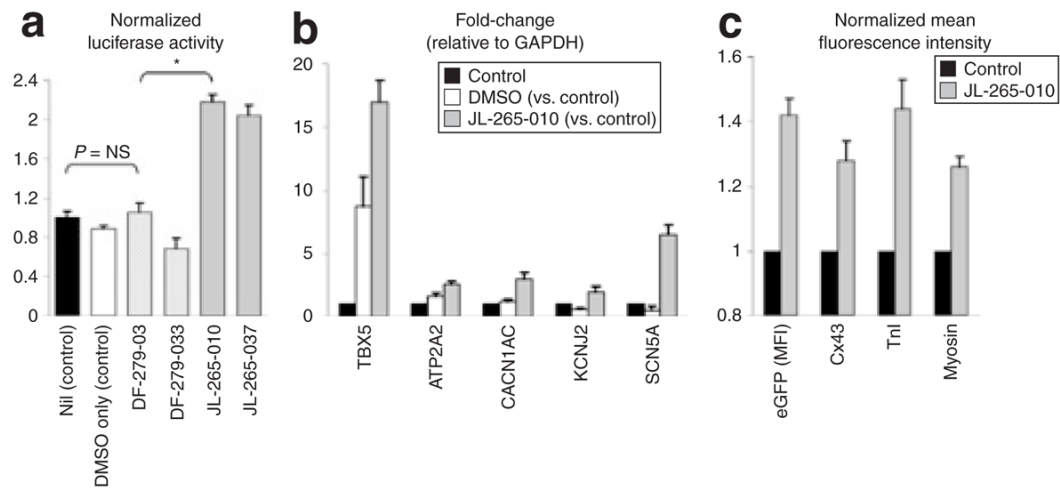 a
Normalized
luciferase activity
2.4
2
1.6
1.2
0.8
0.4
0
*
P = NS
Nil (control)
DMSO only (control)
DF-279-03
DF-279-033
JL-265-010
JL-265-037
b
Fold-change
(relative to GAPDH)
Control
DMSO (vs. control)
JL-265-010 (vs. control)
20
15
10
5
0
TBX5
ATP2A2
CACN1AC
KCNJ2
SCN5A
c
Normalized mean
fluorescence intensity
Control
JL-265-010
1.6
1.4
1.2
1
0.8
eGFP (MFI)
Cx43
TnI
Myosin